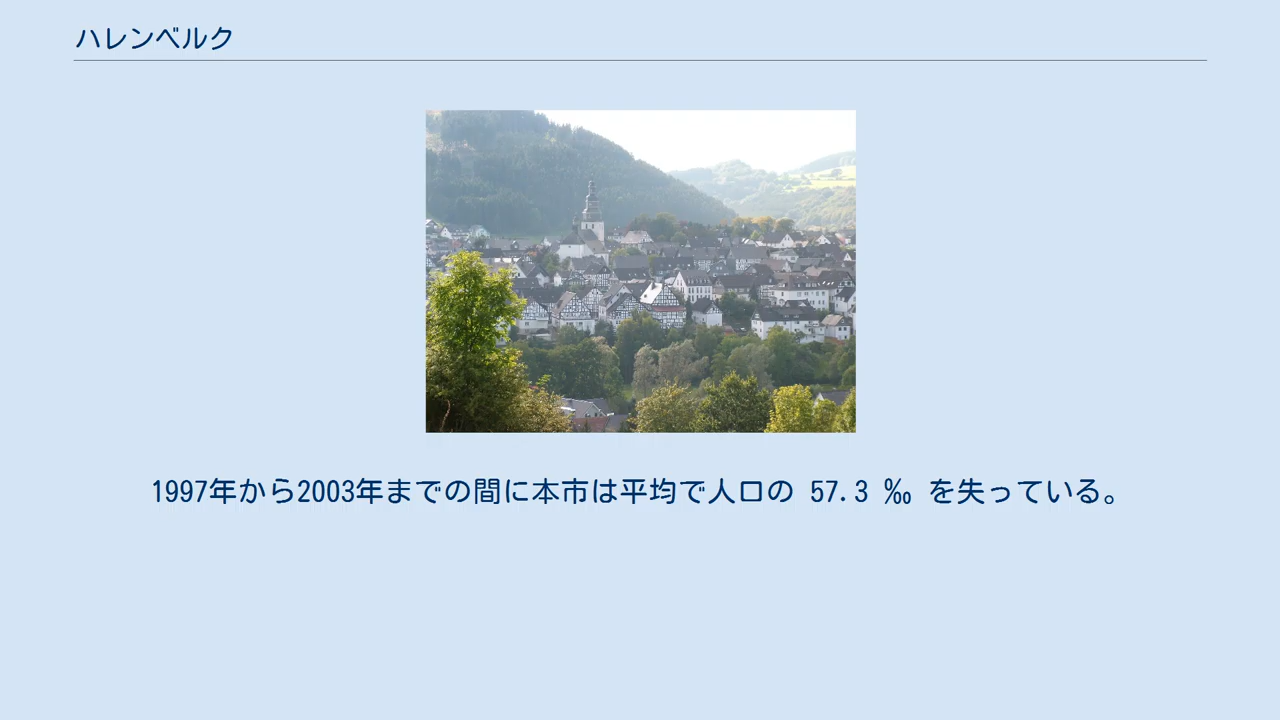 ハレンベルク
1997年から2003年までの間に本市は平均で人口の 57.3 ‰ を失っている。